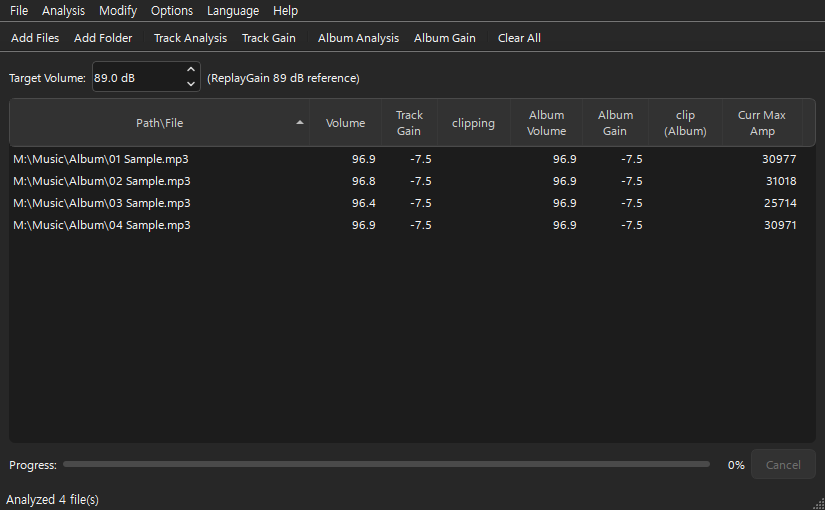 File Analysis Modify Options Language Help
Add Files Add Folder Track Analysis Track Gain Album Analysis Album Gain Clear All
Target Volume: 89.0 dB (ReplayGain 89 dB reference)
Path\File Volume Track Gain clipping Album Volume Album Gain clip (Album) Curr Max Amp
M:\Music\Album\01 Sample.mp3 96.9 -7.5 96.9 -7.5 30977
M:\Music\Album\02 Sample.mp3 96.8 -7.5 96.9 -7.5 31018
M:\Music\Album\03 Sample.mp3 96.4 -7.5 96.9 -7.5 25714
M:\Music\Album\04 Sample.mp3 96.9 -7.5 96.9 -7.5 30971
Progress: 0% Cancel
Analyzed 4 file(s)